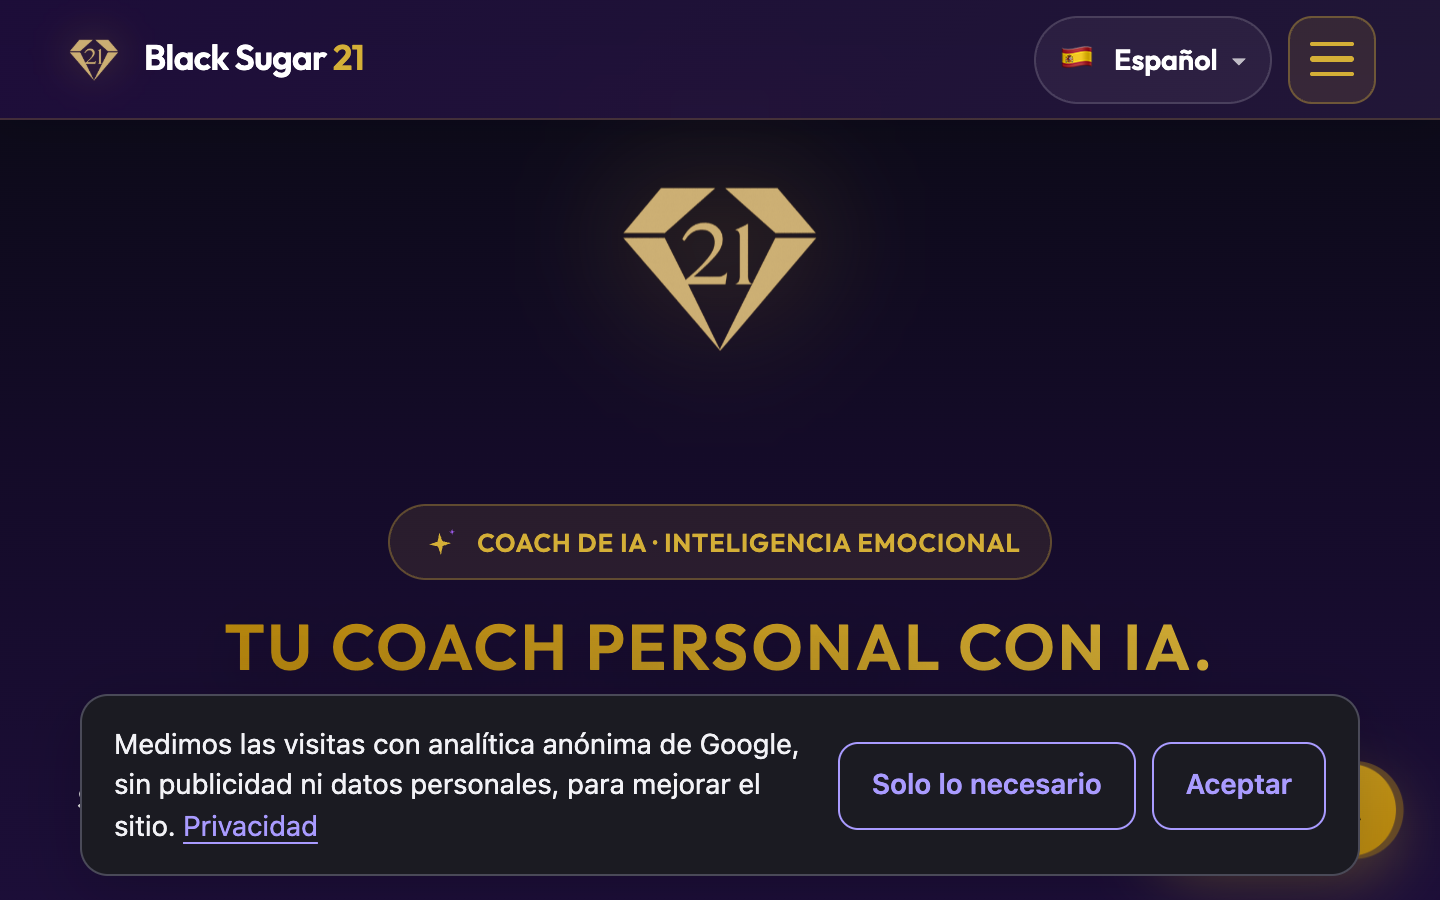 21
Black Sugar 21
Español
21
COACH DE IA · INTELIGENCIA EMOCIONAL
TU COACH PERSONAL CON IA.
Medimos las visitas con analítica anónima de Google,
sin publicidad ni datos personales, para mejorar el
sitio. Privacidad
Solo lo necesario
Aceptar